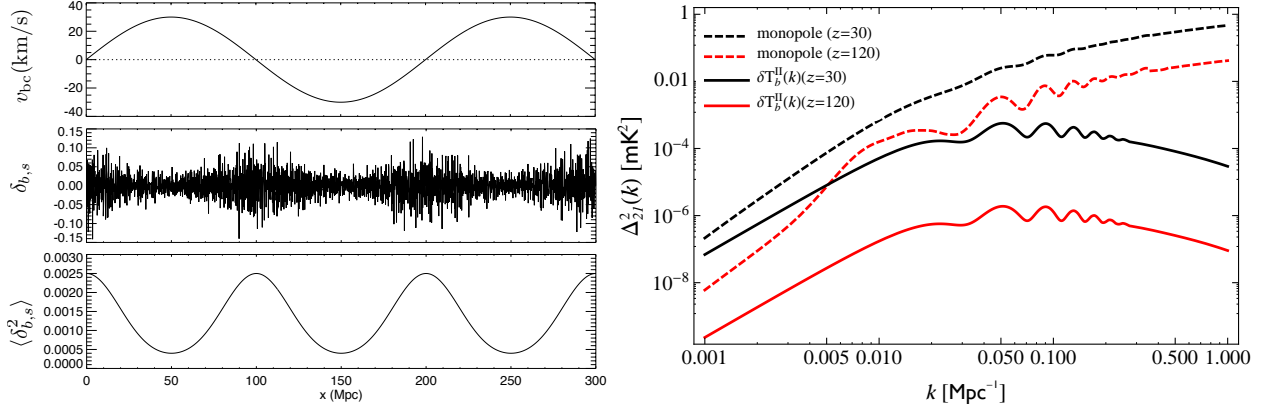 v_bc(km/s)
40
20
0
-20
-40
δ_b,s
0.15
0.10
0.05
0.00
-0.05
-0.10
-0.15
⟨δ²_b,s⟩
0.0030
0.0025
0.0020
0.0015
0.0010
0.0005
0.0000
0 50 100 150 200 250 300
x (Mpc)
Δ²₂₁(k) [mK²]
1
0.01
10⁻⁴
10⁻⁶
10⁻⁸
monopole (z=30)
monopole (z=120)
δT_b^II(k)(z=30)
δT_b^II(k)(z=120)
0.001 0.005 0.010 0.050 0.100 0.500 1.000
k [Mpc⁻¹]